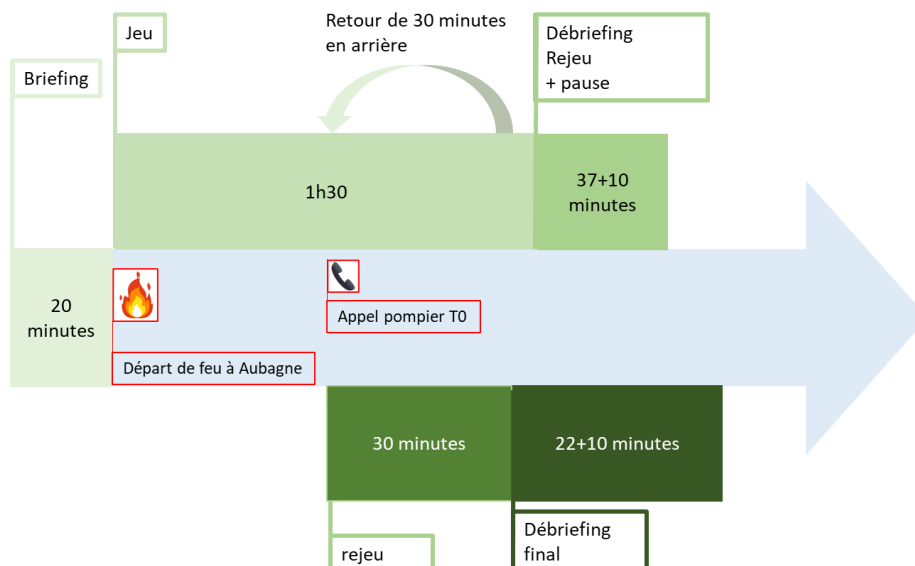 Jeu
Retour de 30 minutes
en arrière
Débriefing
Rejeu
+ pause
Briefing
1h30
37+10
minutes
20
minutes
Appel pompier T0
Départ de feu à Aubagne
30 minutes
22+10 minutes
rejeu
Débriefing
final